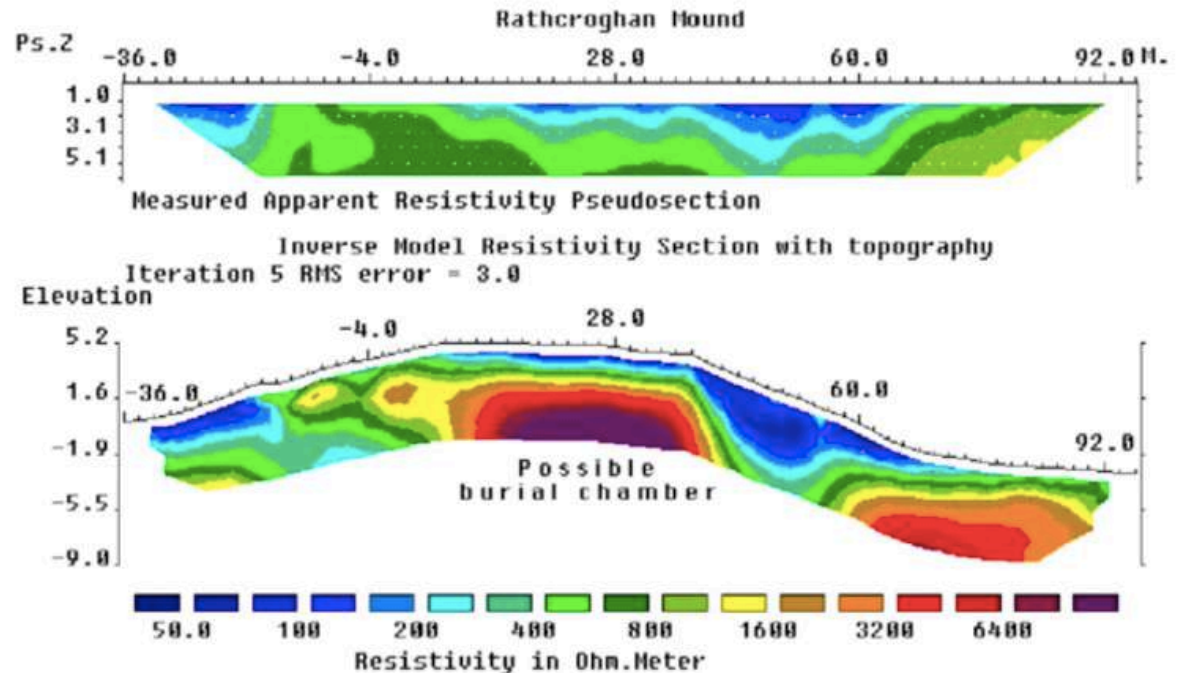 Rathcroghan Mound
Ps.Z -36.0 -4.0 28.0 60.0 92.0 M.
1.0
3.1
5.1
Measured Apparent Resistivity Pseudosection
Inverse Model Resistivity Section with topography
Iteration 5 RMS error = 3.0
Elevation
5.2 -4.0 28.0
1.6 -36.0 60.0
-1.9 92.0
Possible
burial chamber
-5.5
-9.0
50.0 100 200 400 800 1600 3200 6400
Resistivity in Ohm.Meter